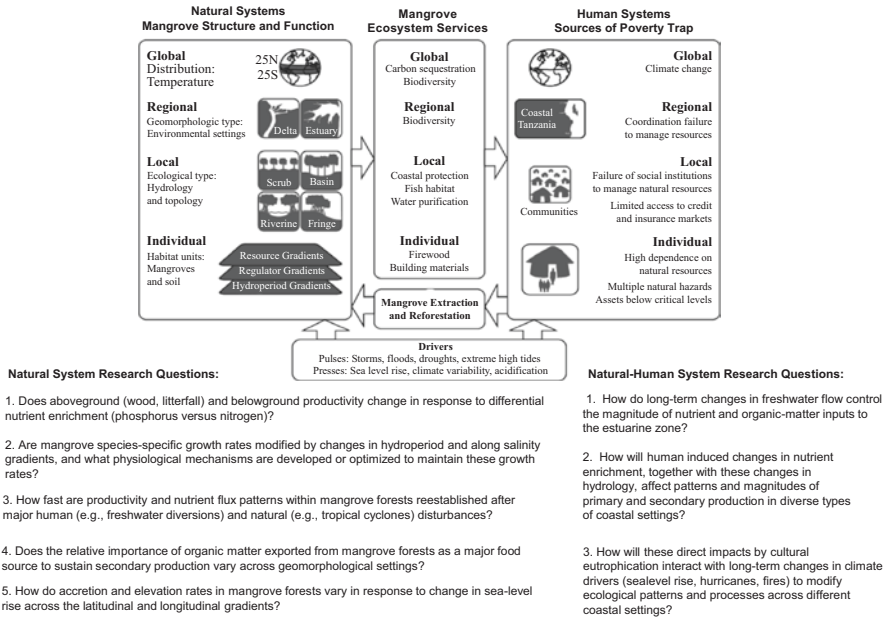 Natural Systems
Mangrove Structure and Function
Global
Distribution:
Temperature
25N
25S
Regional
Geomorphologic type:
Environmental settings
Delta
Estuary
Local
Ecological type:
Hydrology
and topology
Scrub
Basin
Riverine
Fringe
Individual
Habitat units:
Mangroves
and soil
Resource Gradients
Regulator Gradients
Hydroperiod Gradients
Mangrove
Ecosystem Services
Global
Carbon sequestration
Biodiversity
Regional
Biodiversity
Local
Coastal protection
Fish habitat
Water purification
Individual
Firewood
Building materials
Human Systems
Sources of Poverty Trap
Global
Climate change
Coastal
Tanzania
Regional
Coordination failure
to manage resources
Communities
Local
Failure of social institutions
to manage natural resources
Limited access to credit
and insurance markets
Individual
High dependence on
natural resources
Multiple natural hazards
Assets below critical levels
Mangrove Extraction
and Reforestation
Drivers
Pulses: Storms, floods, droughts, extreme high tides
Presses: Sea level rise, climate variability, acidification
Natural System Research Questions:
1. Does aboveground (wood, litterfall) and belowground productivity change in response to differential
nutrient enrichment (phosphorus versus nitrogen)?
2. Are mangrove species-specific growth rates modified by changes in hydroperiod and along salinity
gradients, and what physiological mechanisms are developed or optimized to maintain these growth
rates?
3. How fast are productivity and nutrient flux patterns within mangrove forests reestablished after
major human (e.g., freshwater diversions) and natural (e.g., tropical cyclones) disturbances?
4. Does the relative importance of organic matter exported from mangrove forests as a major food
source to sustain secondary production vary across geomorphological settings?
5. How do accretion and elevation rates in mangrove forests vary in response to change in sea-level
rise across the latitudinal and longitudinal gradients?
Natural-Human System Research Questions:
1. How do long-term changes in freshwater flow control
the magnitude of nutrient and organic-matter inputs to
the estuarine zone?
2. How will human induced changes in nutrient
enrichment, together with these changes in
hydrology, affect patterns and magnitudes of
primary and secondary production in diverse types
of coastal settings?
3. How will these direct impacts by cultural
eutrophication interact with long-term changes in climate
drivers (sealevel rise, hurricanes, fires) to modify
ecological patterns and processes across different
coastal settings?